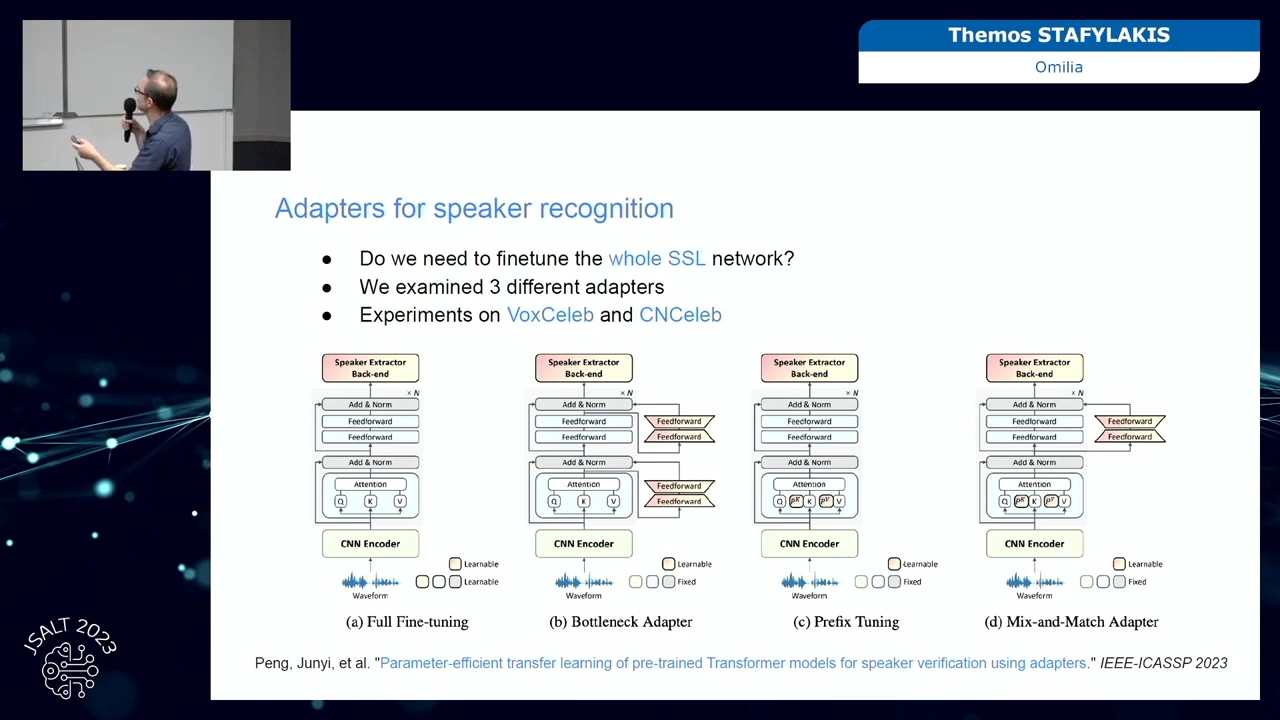 Themos STAFYLAKIS
Omilia
Adapters for speaker recognition
● Do we need to finetune the whole SSL network?
● We examined 3 different adapters
● Experiments on VoxCeleb and CNCeleb
Speaker Extractor
Back-end
× N
Add & Norm
Feedforward
Feedforward
Add & Norm
Attention
Q K V
CNN Encoder
Learnable
Learnable
Waveform
(a) Full Fine-tuning
Speaker Extractor
Back-end
× N
Add & Norm
Feedforward
Feedforward
Feedforward
Feedforward
Add & Norm
Attention
Feedforward
Feedforward
Q K V
CNN Encoder
Learnable
Fixed
Waveform
(b) Bottleneck Adapter
Speaker Extractor
Back-end
× N
Add & Norm
Feedforward
Feedforward
Add & Norm
Attention
Q P^K K P^V V
CNN Encoder
Learnable
Fixed
Waveform
(c) Prefix Tuning
Speaker Extractor
Back-end
× N
Add & Norm
Feedforward
Feedforward
Feedforward
Feedforward
Add & Norm
Attention
Q P^K K P^V V
CNN Encoder
Learnable
Fixed
Waveform
(d) Mix-and-Match Adapter
Peng, Junyi, et al. "Parameter-efficient transfer learning of pre-trained Transformer models for speaker verification using adapters." IEEE-ICASSP 2023
JSALT 2023